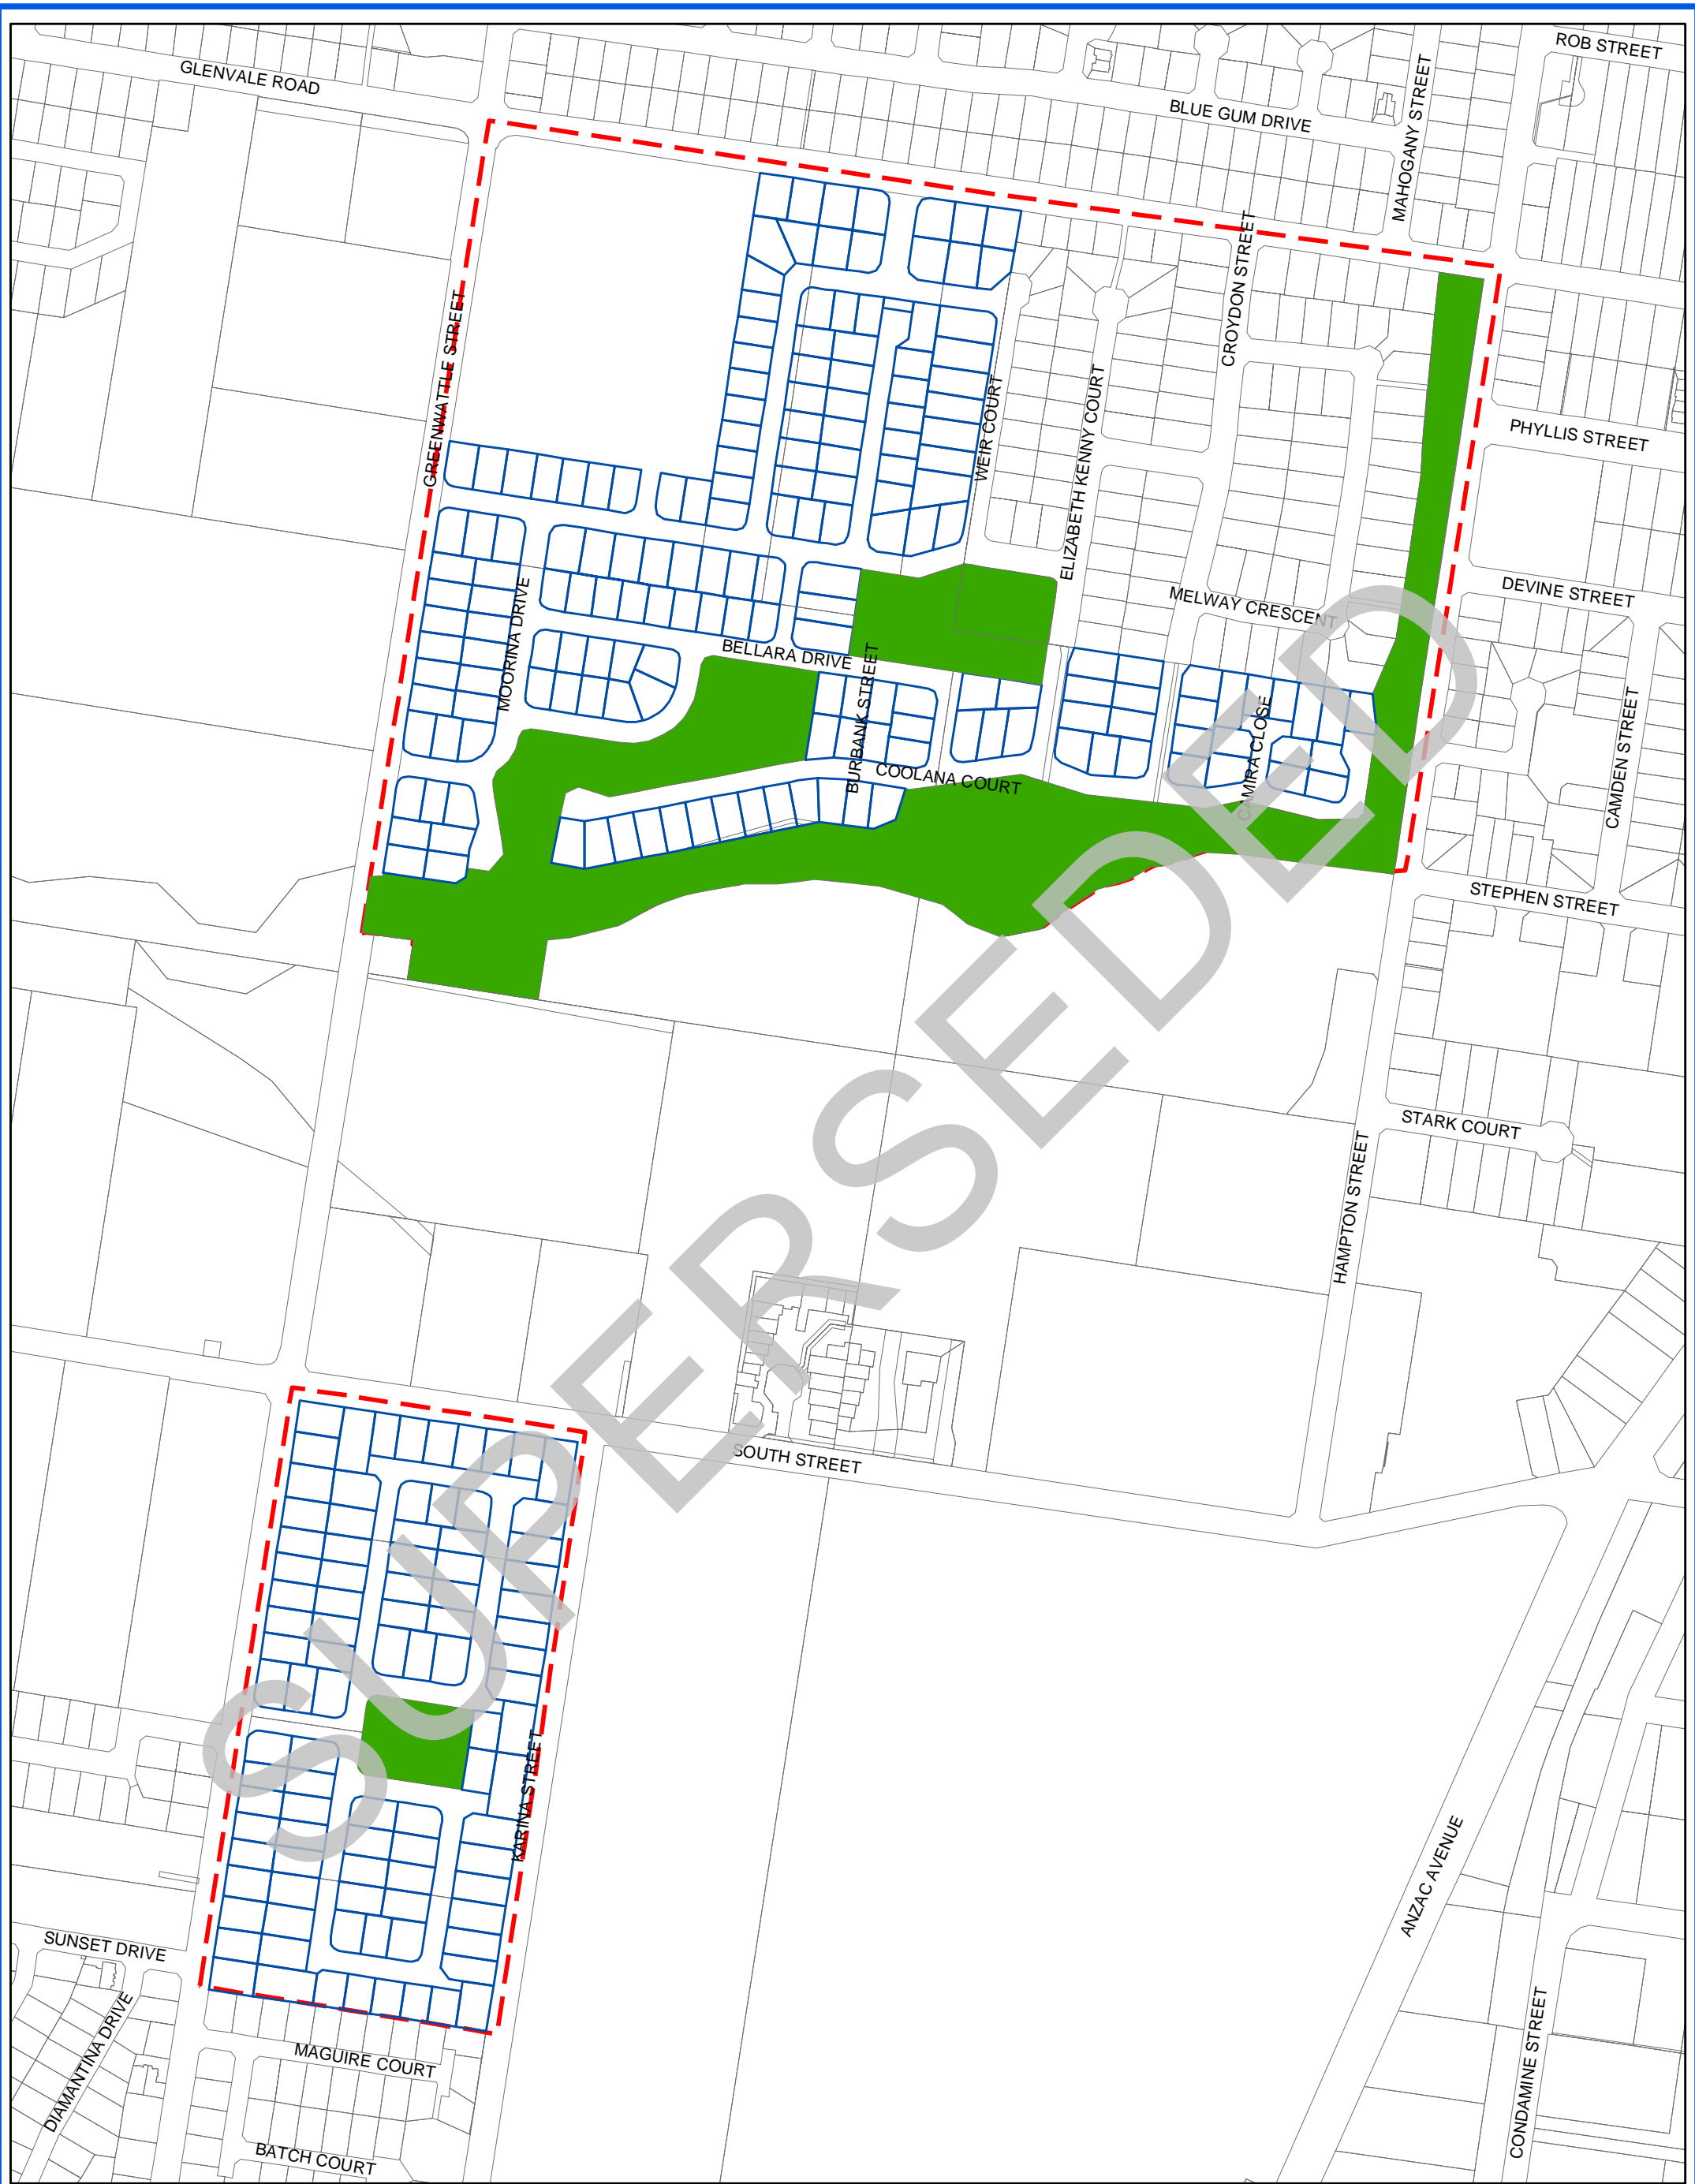 ROB STREET
GLENVALE ROAD
BLUE GUM DRIVE
MAHOGANY STREET
CROYDON STREET
GREENWATTLE STREET
WEIR COURT
ELIZABETH KENNY COURT
PHYLLIS STREET
DEVINE STREET
MELWAY CRESCENT
MOORINA DRIVE
BELLARA DRIVE
BURBANK STREET
CAMIRA CLOSE
CAMDEN STREET
COOLANA COURT
STEPHEN STREET
STARK COURT
HAMPTON STREET
SUPERSEDED
SOUTH STREET
KARINA STREET
ANZAC AVENUE
SUNSET DRIVE
DIAMANTINA DRIVE
MAGUIRE COURT
CONDAMINE STREET
BATCH COURT